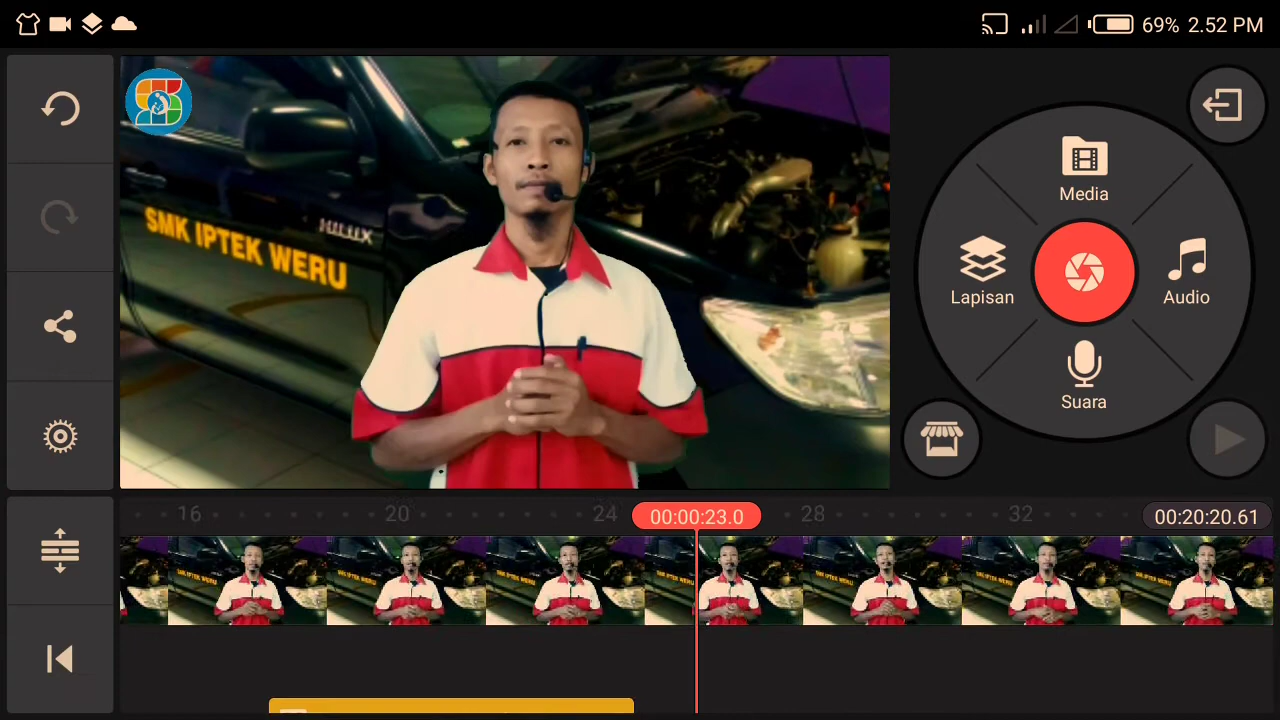 69% 2.52 PM
SMK IPTEK WERU
HILUX
Media
Lapisan
Audio
Suara
16
20
24
00:00:23.0
28
32
00:20:20.61